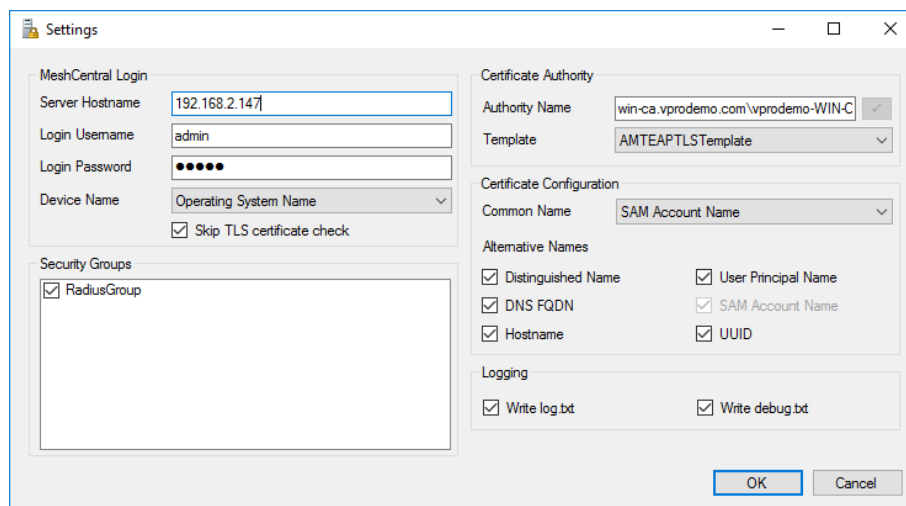 Settings
MeshCentral Login
Server Hostname 192.168.2.147
Login Username admin
Login Password ●●●●●
Device Name Operating System Name
Skip TLS certificate check
Security Groups
RadiusGroup
Certificate Authority
Authority Name win-ca.vprodemo.com\vprodemo-WIN-C
Template AMTEAPTLSTemplate
Certificate Configuration
Common Name SAM Account Name
Alternative Names
Distinguished Name User Principal Name
DNS FQDN SAM Account Name
Hostname UUID
Logging
Write log.txt Write debug.txt
OK Cancel